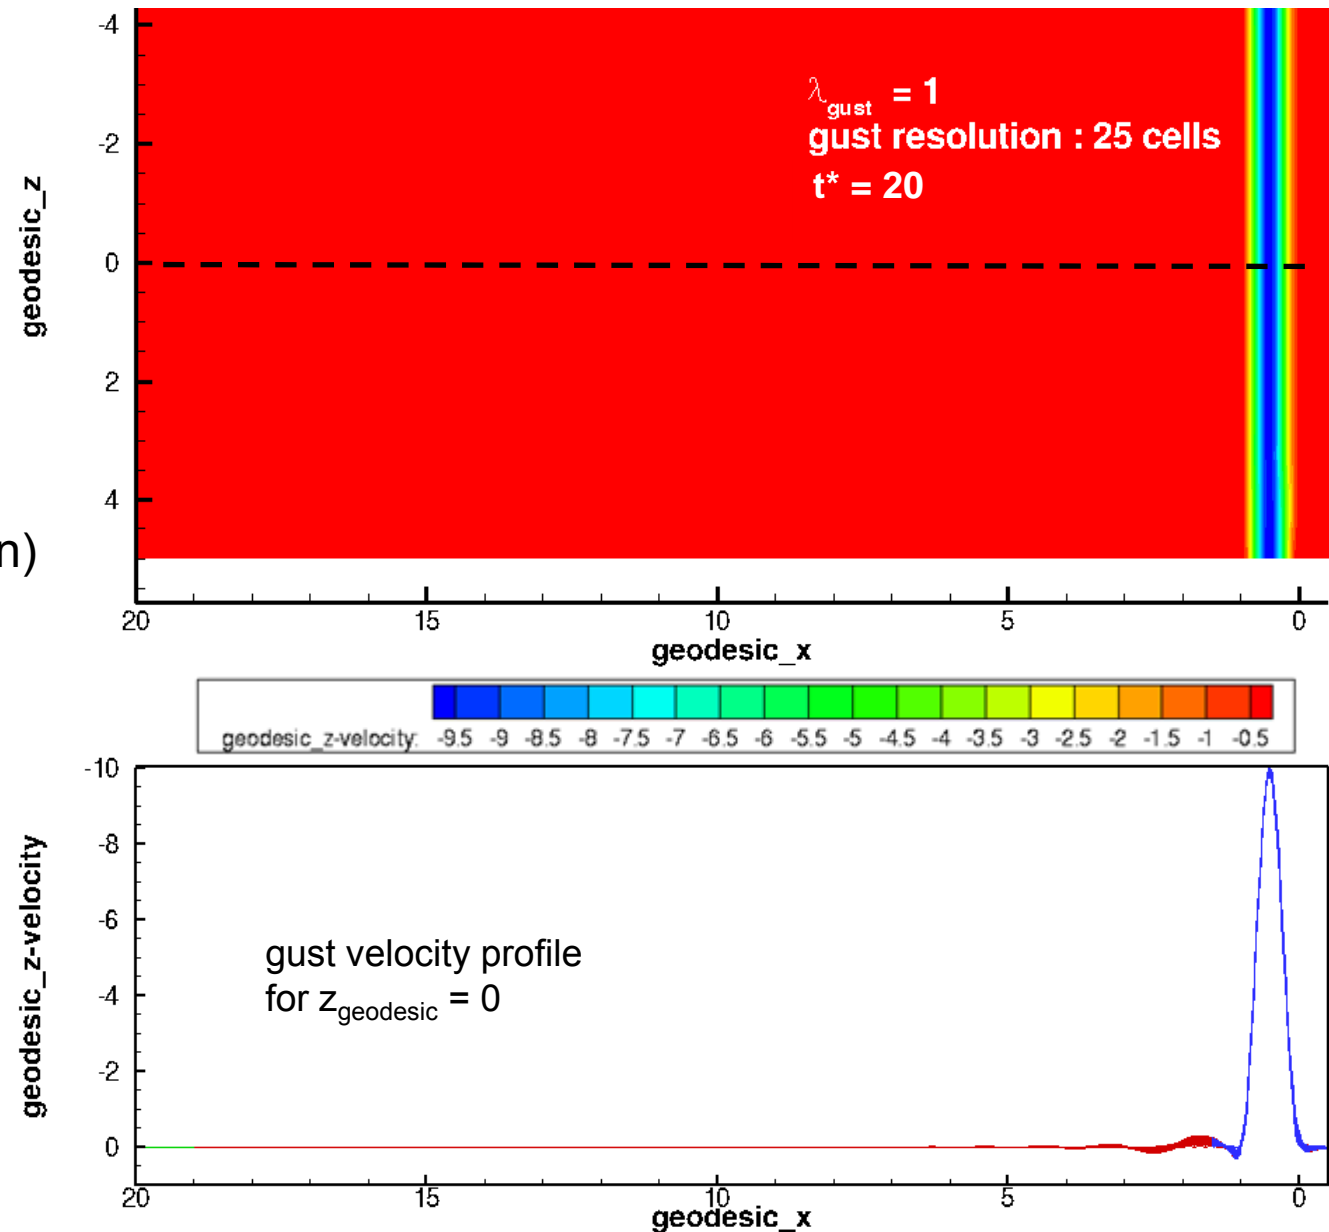 -4
-2
0
2
4
geodesic_z
λgust = 1
gust resolution : 25 cells
t* = 20
n)
20 15 10 5 0
geodesic_x
geodesic_z-velocity: -9.5 -9 -8.5 -8 -7.5 -7 -6.5 -6 -5.5 -5 -4.5 -4 -3.5 -3 -2.5 -2 -1.5 -1 -0.5
-10
-8
-6
-4
-2
0
geodesic_z-velocity
gust velocity profile
for zgeodesic = 0
20 15 10 5 0
geodesic_x